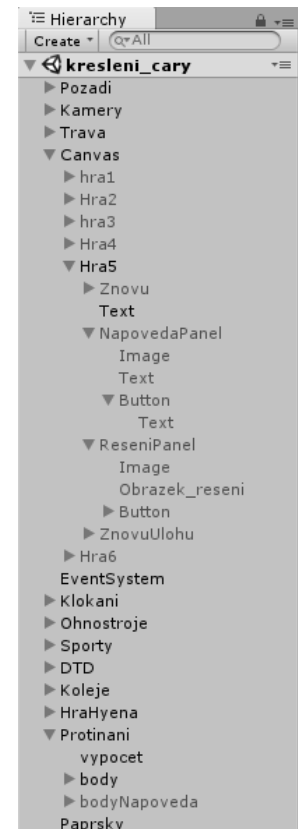 Hierarchy
Create All
kresleni_cary
Pozadi
Kamery
Trava
Canvas
hra1
Hra2
hra3
Hra4
Hra5
Znovu
Text
NapovedaPanel
Image
Text
Button
Text
ReseniPanel
Image
Obrazek_reseni
Button
ZnovuUlohu
Hra6
EventSystem
Klokani
Ohnostroje
Sporty
DTD
Koleje
HraHyena
Protinani
vypocet
body
bodyNapoveda
Paprsky